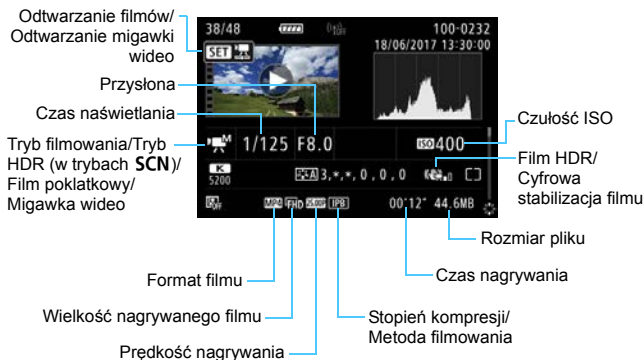 Odtwarzanie filmów/
Odtwarzanie migawki
wideo
Przysłona
Czas naświetlania
Tryb filmowania/Tryb
HDR (w trybach SCN)/
Film poklatkowy/
Migawka wideo
38/48
100-0232
18/06/2017 13:30:00
SET
M 1/125 F8.0 ISO 400
K
5200
A 3,*,*, 0 , 0 , 0
OFF
MP4 FHD IPB 00'12" 44.6MB
Czułość ISO
Film HDR/
Cyfrowa
stabilizacja filmu
Rozmiar pliku
Czas nagrywania
Format filmu
Wielkość nagrywanego filmu
Stopień kompresji/
Metoda filmowania
Prędkość nagrywania